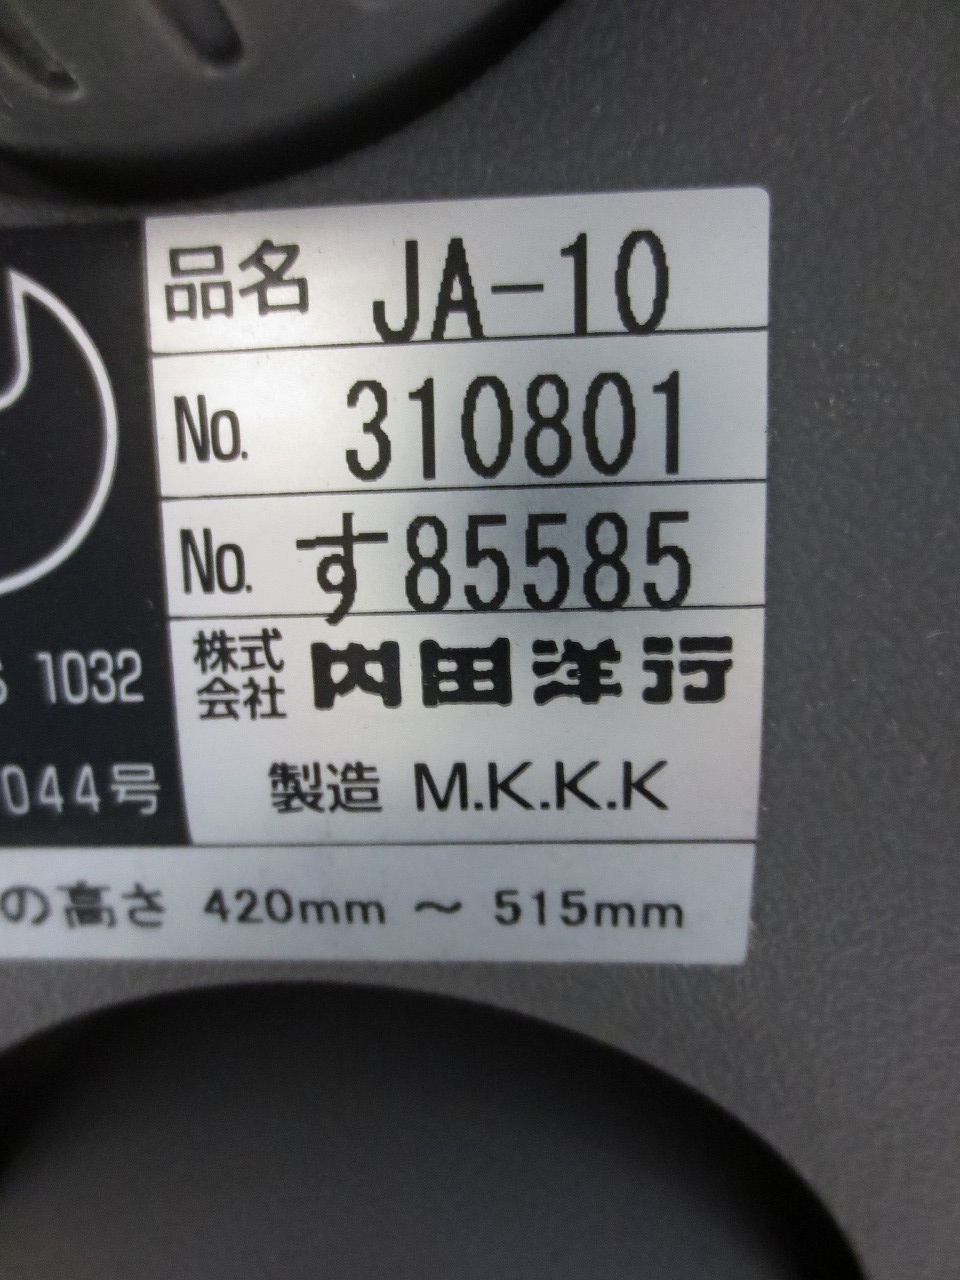 品名 JA-10
No. 310801
No. す85585
株式会社 内田洋行
1032
製造 M.K.K.K
044号
の高さ 420mm ～ 515mm